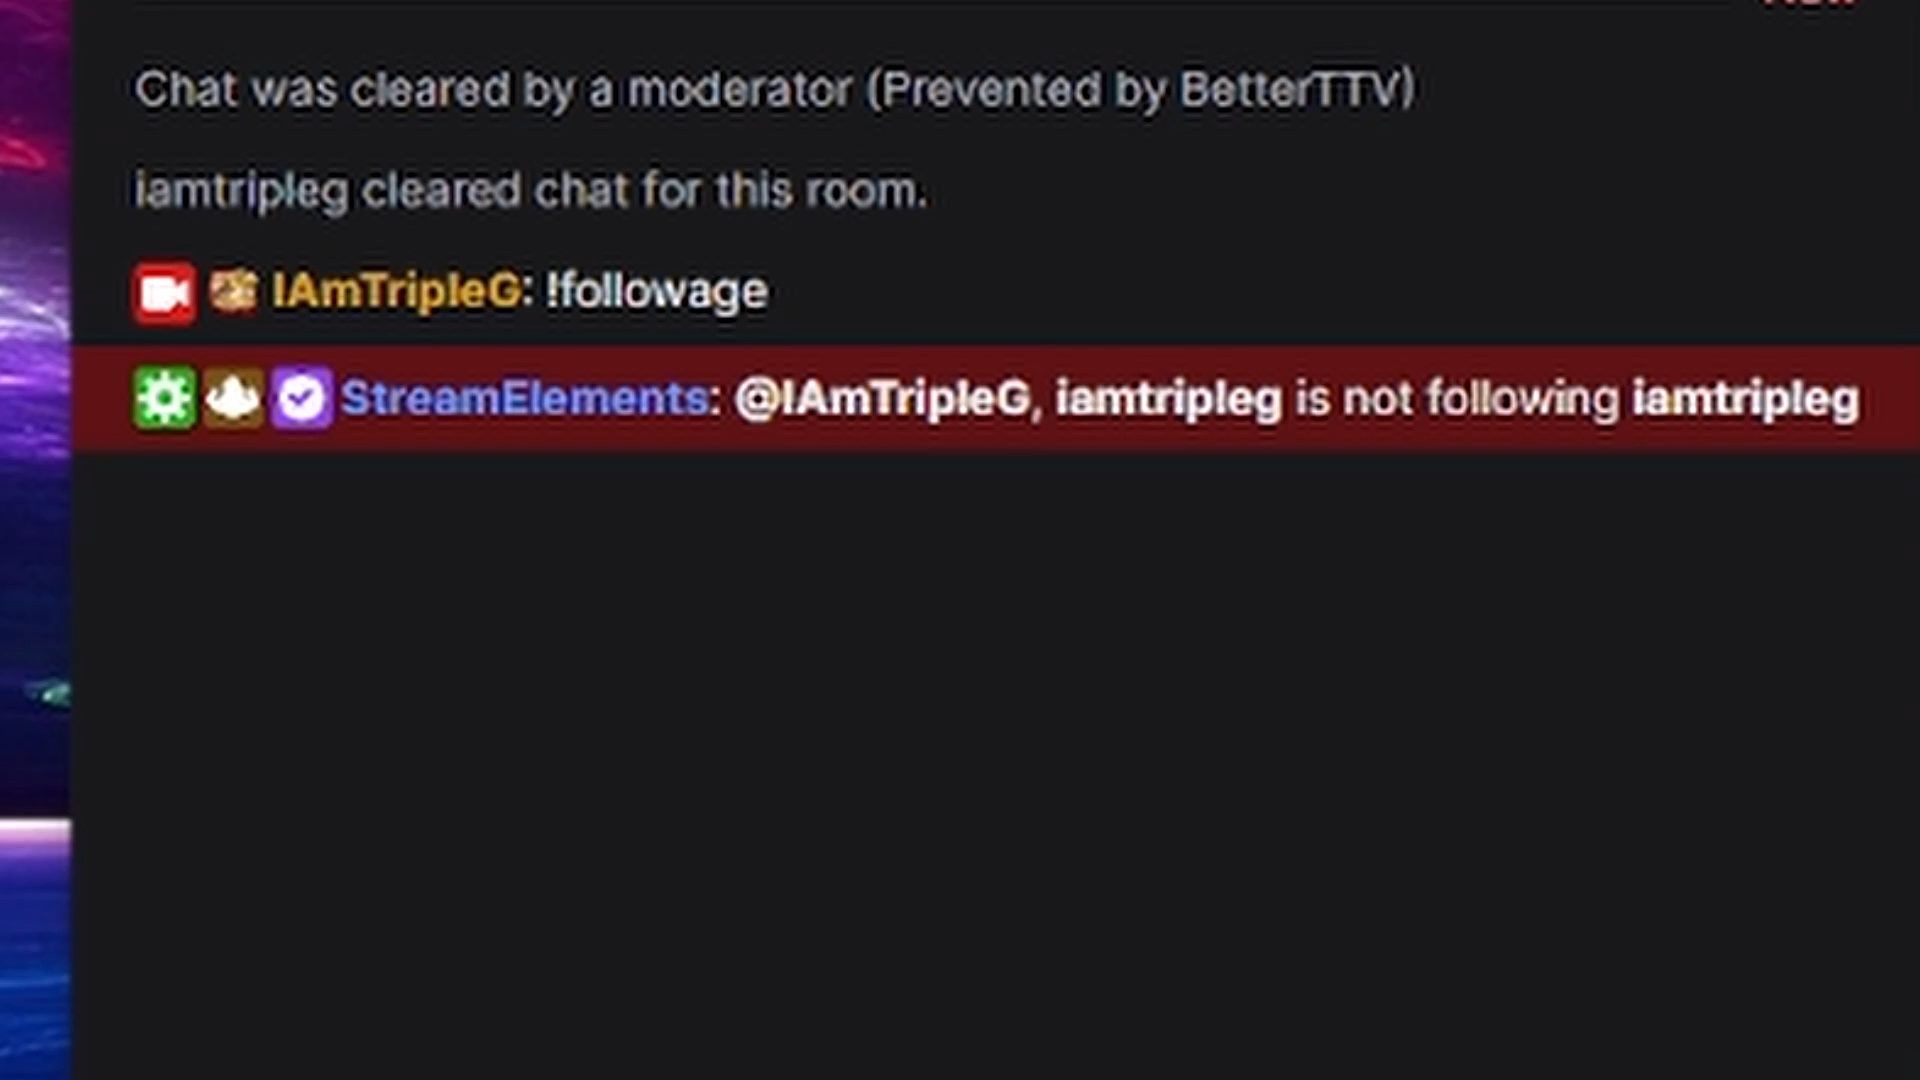 Chat was cleared by a moderator (Prevented by BetterTTV)
iamtripleg cleared chat for this room.
IAmTripleG: !followage
StreamElements: @IAmTripleG, iamtripleg is not following iamtripleg